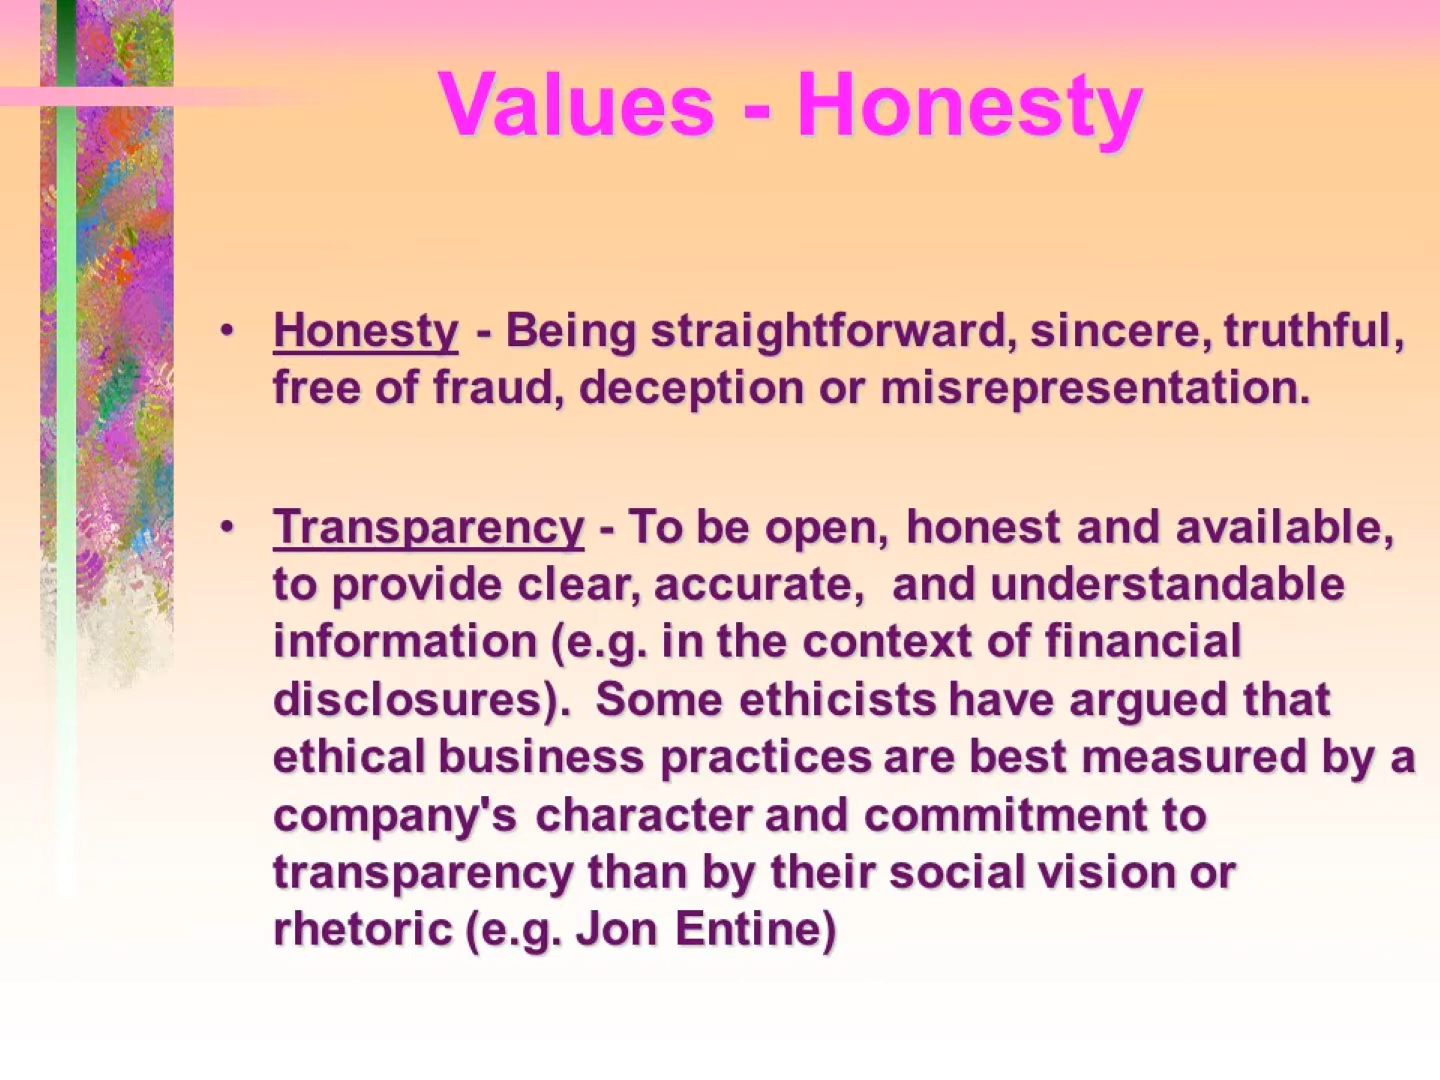 Values - Honesty
• Honesty - Being straightforward, sincere, truthful,
free of fraud, deception or misrepresentation.
• Transparency - To be open, honest and available,
to provide clear, accurate,  and understandable
information (e.g. in the context of financial
disclosures).  Some ethicists have argued that
ethical business practices are best measured by a
company's character and commitment to
transparency than by their social vision or
rhetoric (e.g. Jon Entine)